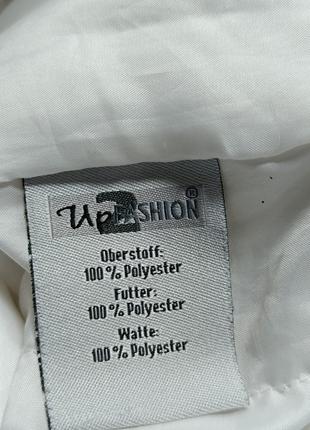 Up2FASHION®
Oberstoff:
100% Polyester
Futter:
100% Polyester
Watte:
100% Polyester